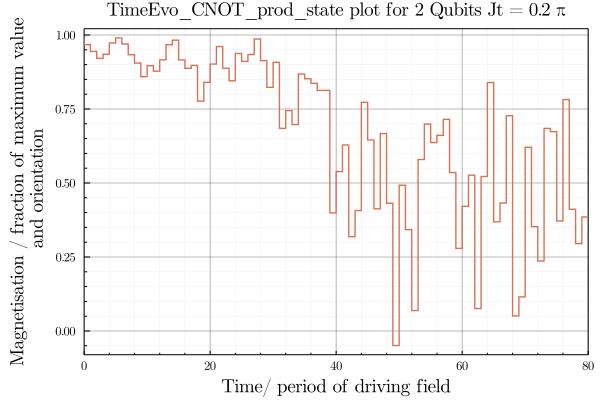 TimeEvo_CNOT_prod_state plot for 2 Qubits Jt = 0.2 π
Magnetisation / fraction of maximum value
and orientation
1.00
0.75
0.50
0.25
0.00
0 20 40 60 80
Time/ period of driving field